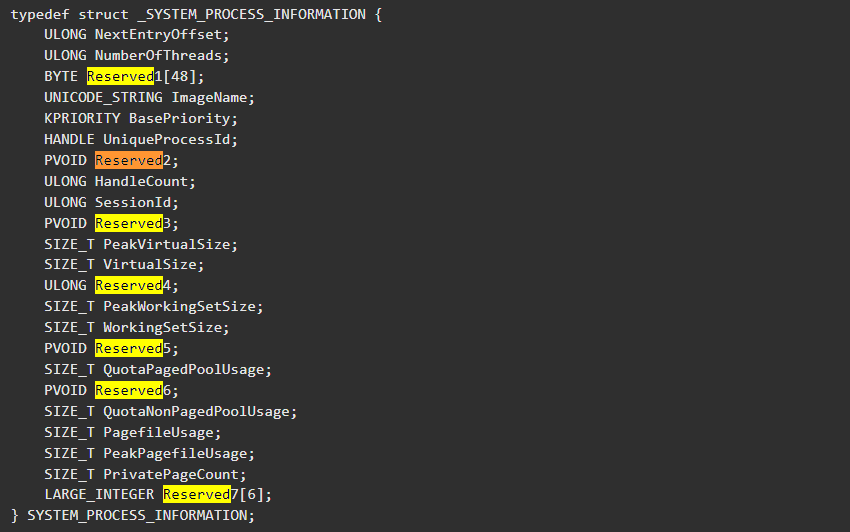 typedef struct _SYSTEM_PROCESS_INFORMATION {
    ULONG NextEntryOffset;
    ULONG NumberOfThreads;
    BYTE Reserved1[48];
    UNICODE_STRING ImageName;
    KPRIORITY BasePriority;
    HANDLE UniqueProcessId;
    PVOID Reserved2;
    ULONG HandleCount;
    ULONG SessionId;
    PVOID Reserved3;
    SIZE_T PeakVirtualSize;
    SIZE_T VirtualSize;
    ULONG Reserved4;
    SIZE_T PeakWorkingSetSize;
    SIZE_T WorkingSetSize;
    PVOID Reserved5;
    SIZE_T QuotaPagedPoolUsage;
    PVOID Reserved6;
    SIZE_T QuotaNonPagedPoolUsage;
    SIZE_T PagefileUsage;
    SIZE_T PeakPagefileUsage;
    SIZE_T PrivatePageCount;
    LARGE_INTEGER Reserved7[6];
} SYSTEM_PROCESS_INFORMATION;